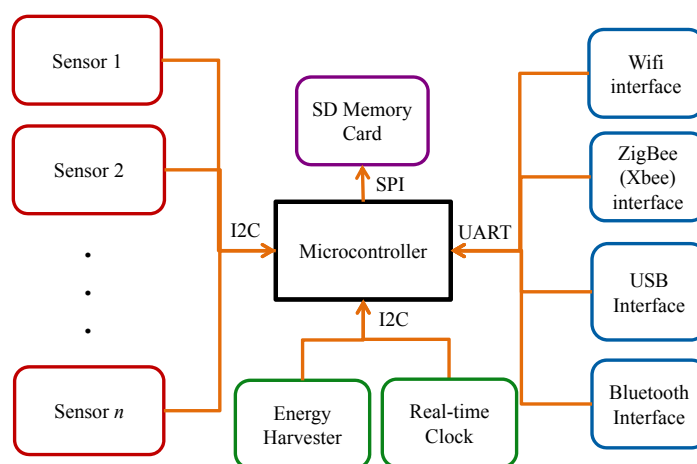 Sensor 1
Sensor 2
Sensor n
I2C
SD Memory
Card
SPI
Microcontroller
UART
I2C
Energy
Harvester
Real-time
Clock
Wifi
interface
ZigBee
(Xbee)
interface
USB
Interface
Bluetooth
Interface